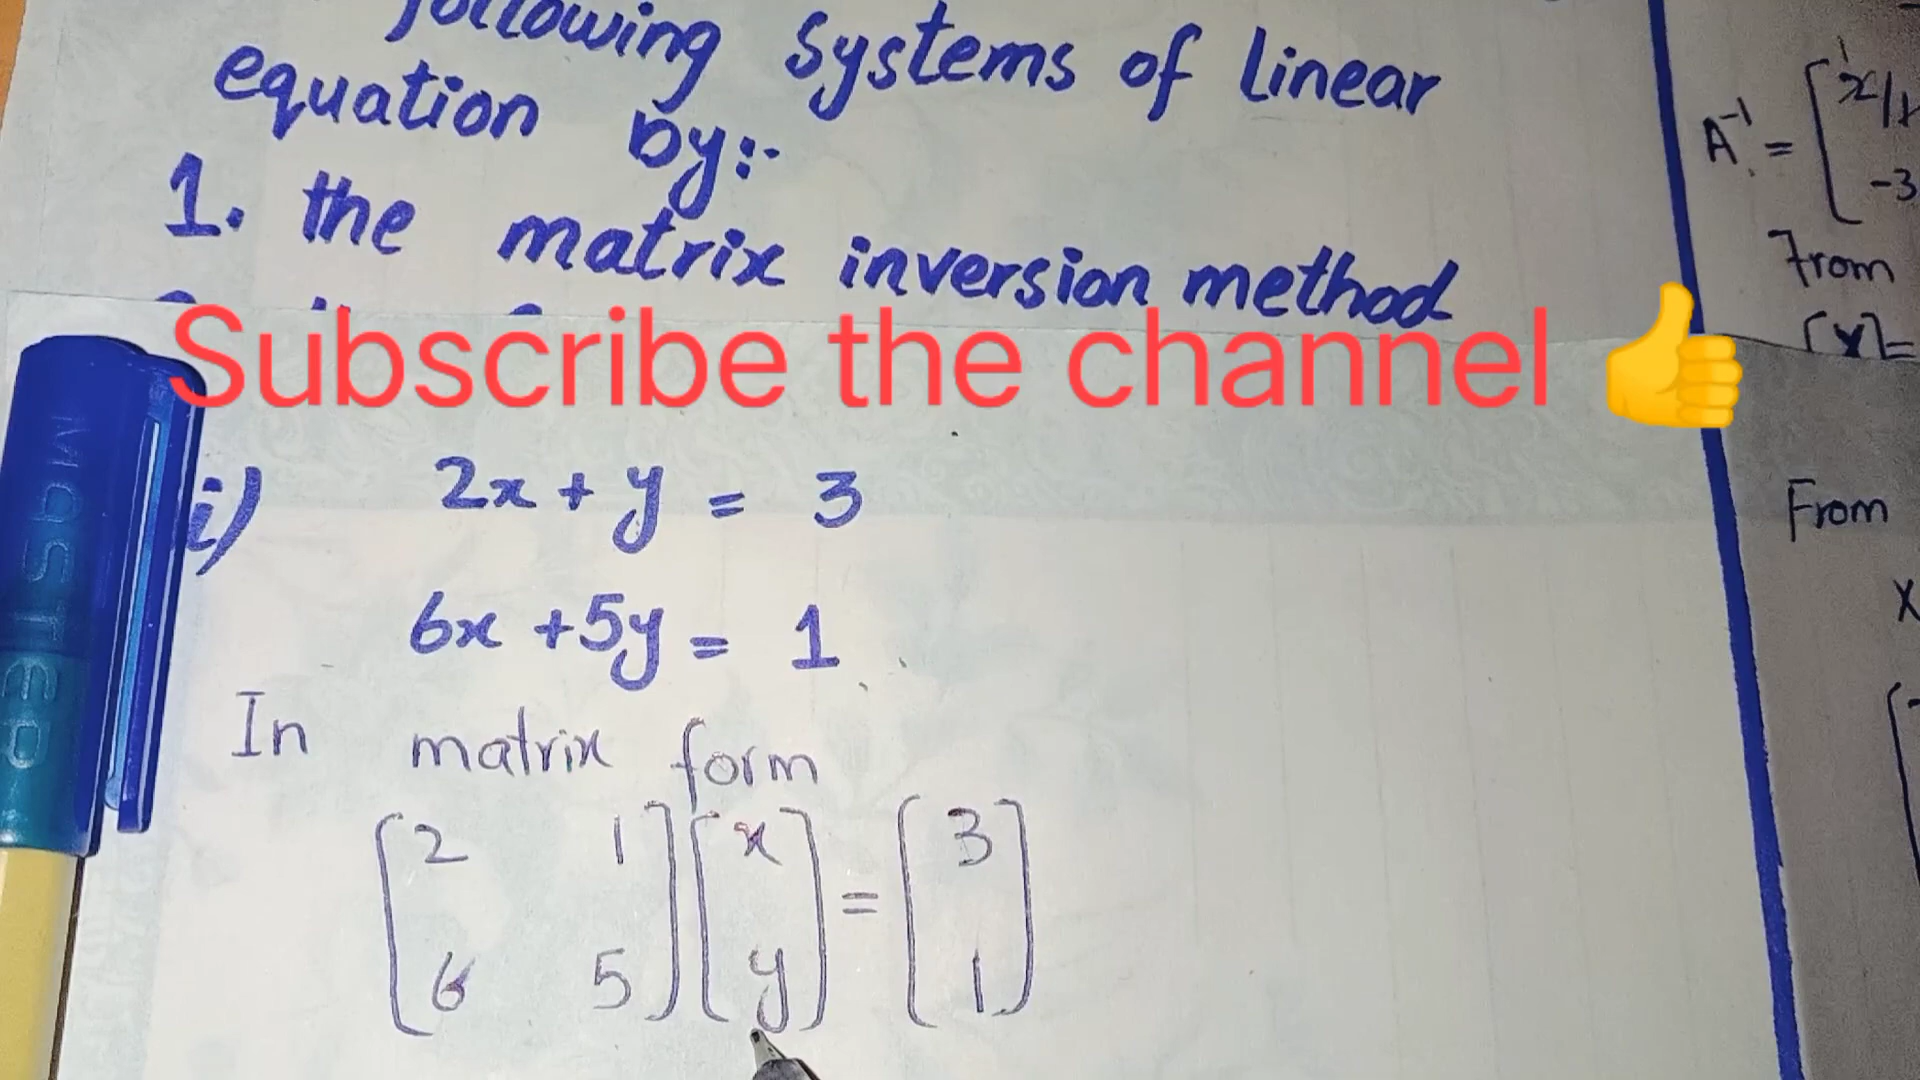 following systems of linear
equation by:-
1. the matrix inversion method
Subscribe the channel 👍
i) 2x + y = 3
6x + 5y = 1
In matrix form
[2 1] [x] = [3]
[6 5] [y] [1]
MASTER
A⁻¹ =
-3
From
[x] =
From
X